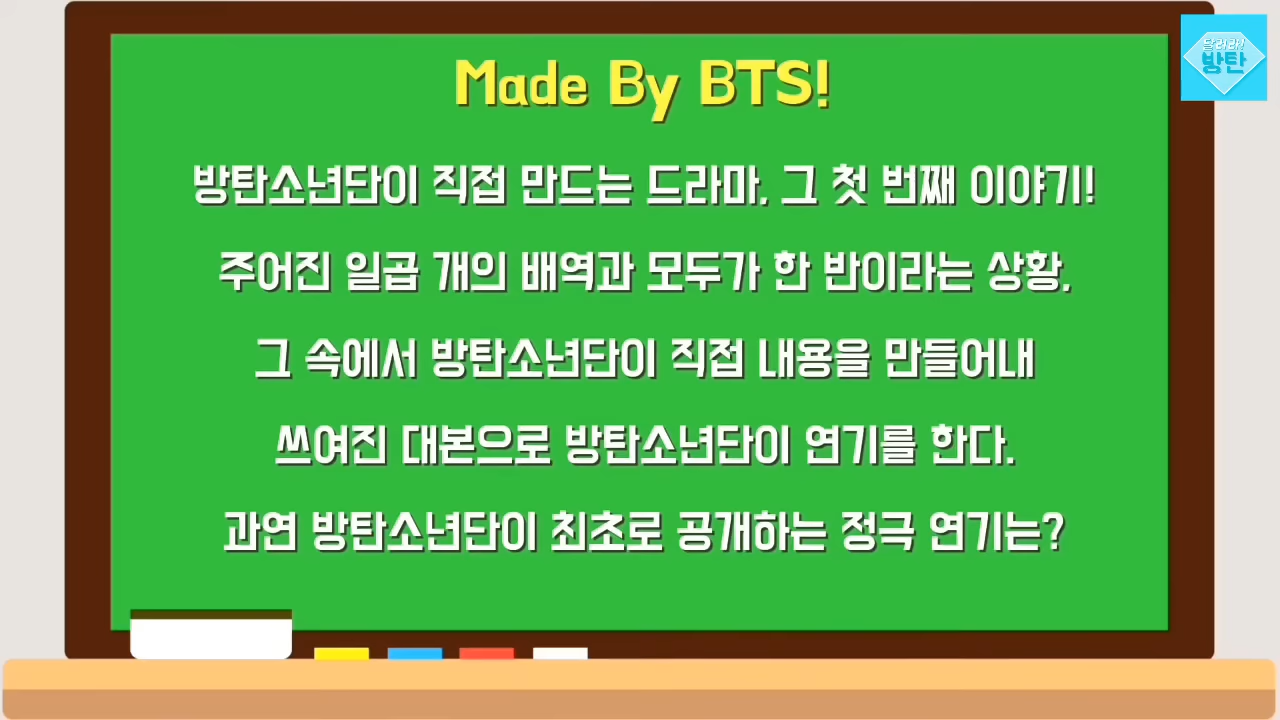 Made By BTS!
달려라!
방탄
방탄소년단이 직접 만드는 드라마, 그 첫 번째 이야기!
주어진 일곱 개의 배역과 모두가 한 반이라는 상황,
그 속에서 방탄소년단이 직접 내용을 만들어내
쓰여진 대본으로 방탄소년단이 연기를 한다.
과연 방탄소년단이 최초로 공개하는 정극 연기는?